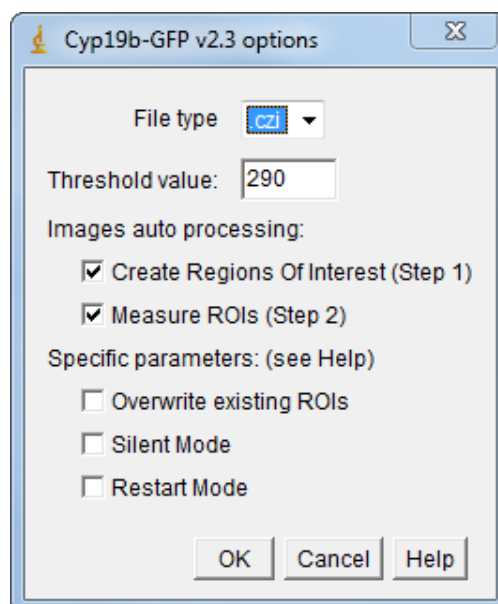 Cyp19b-GFP v2.3 options
File type czi
Threshold value: 290
Images auto processing:
Create Regions Of Interest (Step 1)
Measure ROIs (Step 2)
Specific parameters: (see Help)
Overwrite existing ROIs
Silent Mode
Restart Mode
OK Cancel Help